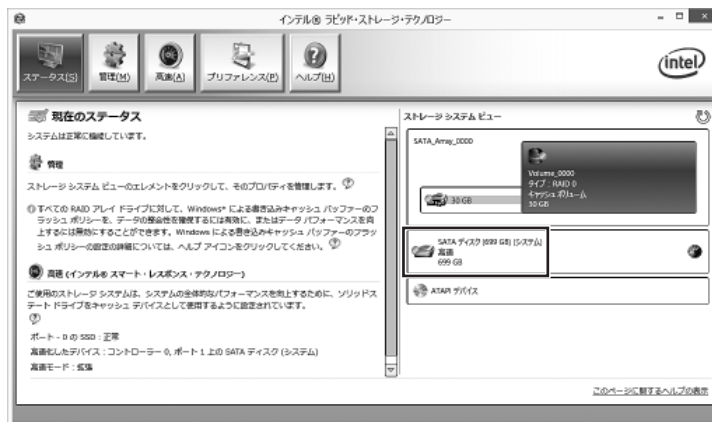 インテル® ラピッド・ストレージ・テクノロジー
ステータス(S)
管理(M)
高速(A)
プリファレンス(P)
ヘルプ(H)
intel
現在のステータス
システムは正常に機能しています。
管理
ストレージ システム ビューのエレメントをクリックして、そのプロパティを管理します。
すべての RAID アレイ ドライブに対して、Windows* による書き込みキャッシュ バッファーのフ
ラッシュ ポリシーを、データの整合性を確保するには有効に、またはデータ パフォーマンスを向
上するには無効にすることができます。Windows による書き込みキャッシュ バッファーのフラッ
シュ ポリシーの設定の詳細については、ヘルプ アイコンをクリックしてください。
高速 (インテル® スマート・レスポンス・テクノロジー)
ご使用のストレージ システムは、システムの全体的なパフォーマンスを向上するために、ソリッドス
テート ドライブをキャッシュ デバイスとして使用するように設定されています。
ポート - 0 の SSD : 正常
高速化したデバイス : コントローラー 0, ポート 1 上の SATA ディスク (システム)
高速モード : 拡張
ストレージ システム ビュー
SATA_Array_0000
30 GB
Volume_0000
タイプ : RAID 0
キャッシュ ボリューム
30 GB
SATA ディスク (699 GB) (システム)
高速
699 GB
ATAPI デバイス
このページに関するヘルプの表示